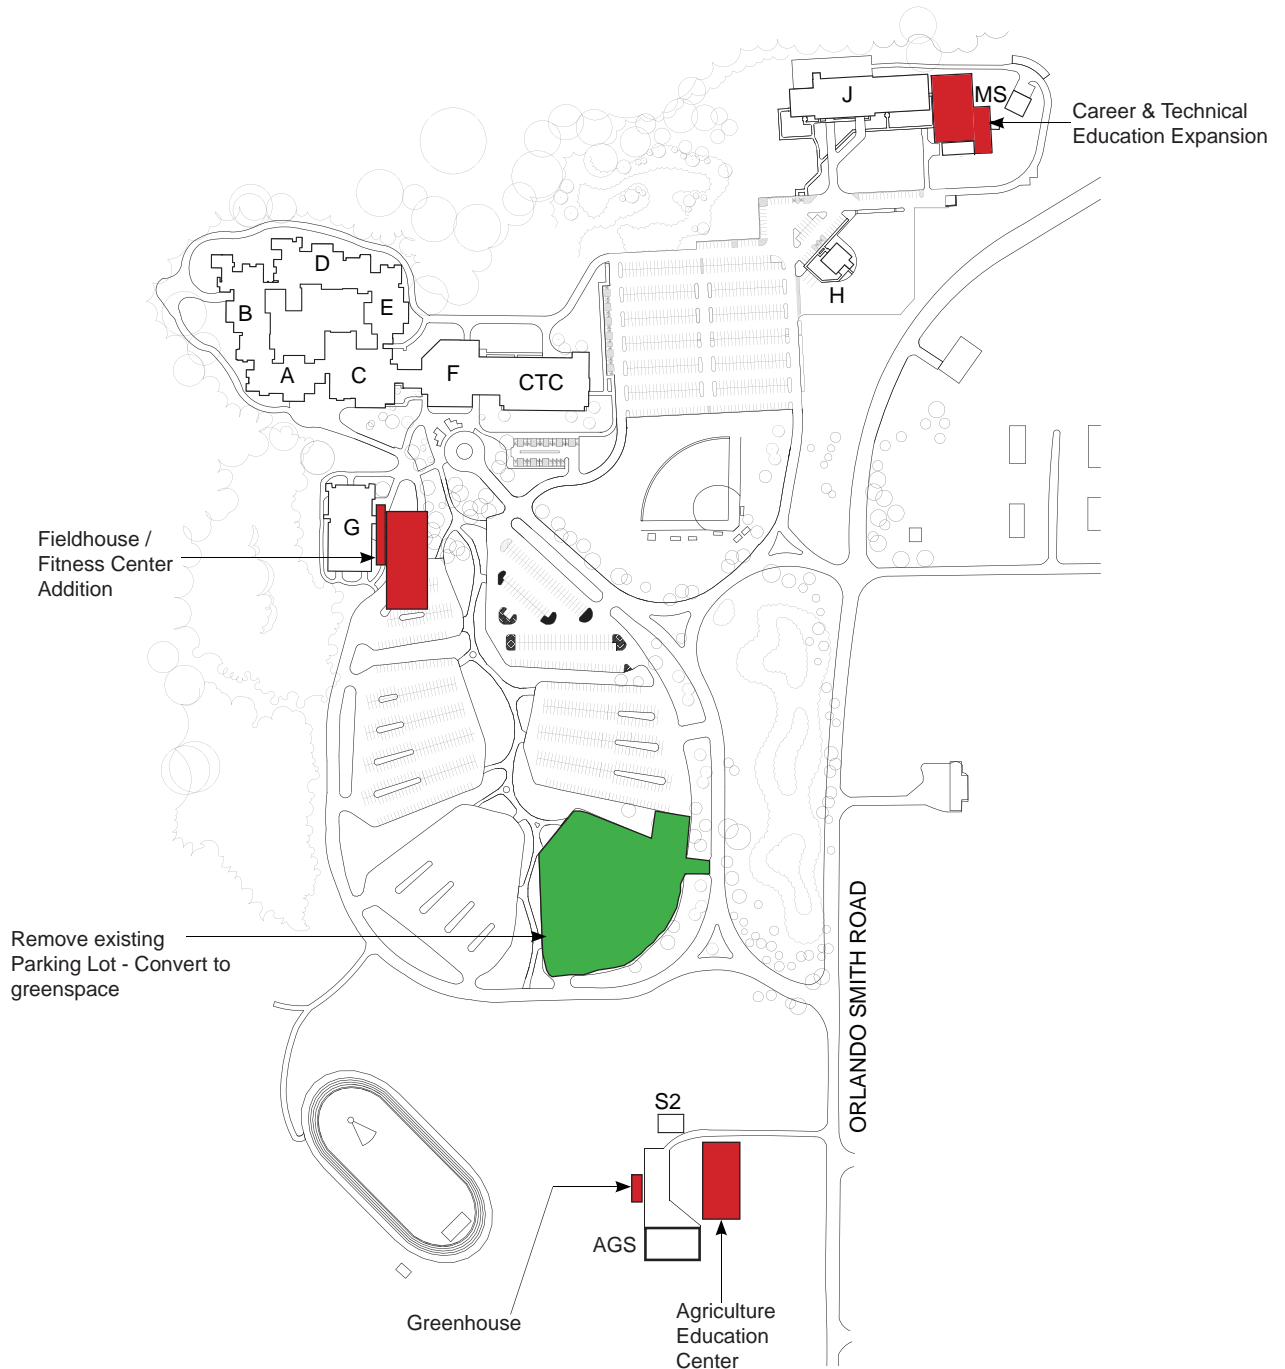 J
MS
Career & Technical
Education Expansion
D
B
E
H
A
C
F
CTC
G
Fieldhouse /
Fitness Center
Addition
Remove existing
Parking Lot - Convert to
greenspace
ORLANDO SMITH ROAD
S2
AGS
Greenhouse
Agriculture
Education
Center